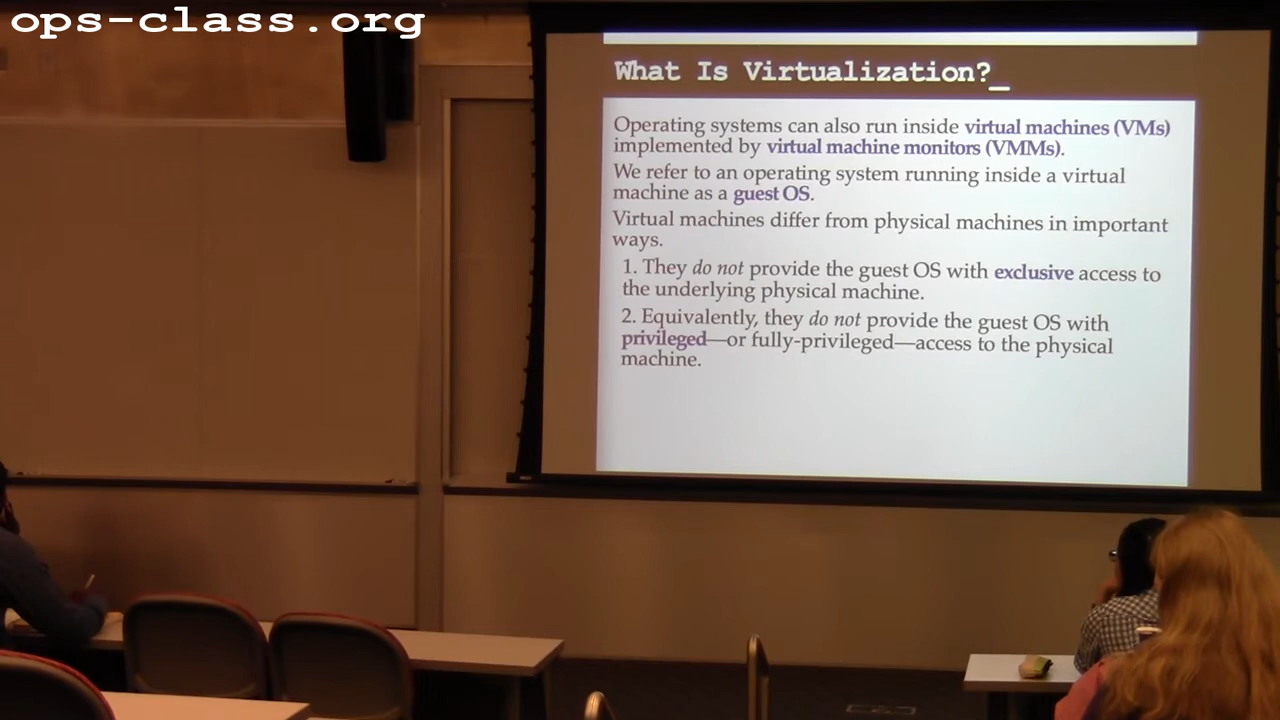 ops-class.org
What Is Virtualization?_
Operating systems can also run inside virtual machines (VMs)
implemented by virtual machine monitors (VMMs).
We refer to an operating system running inside a virtual
machine as a guest OS.
Virtual machines differ from physical machines in important
ways.
1. They do not provide the guest OS with exclusive access to
the underlying physical machine.
2. Equivalently, they do not provide the guest OS with
privileged—or fully-privileged—access to the physical
machine.